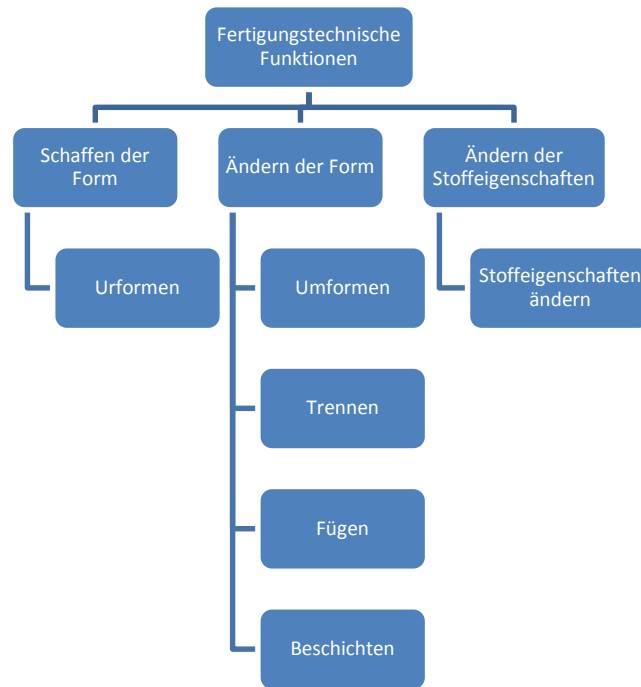 Fertigungstechnische
Funktionen
Schaffen der
Form
Ändern der Form
Ändern der
Stoffeigenschaften
Urformen
Umformen
Stoffeigenschaften
ändern
Trennen
Fügen
Beschichten